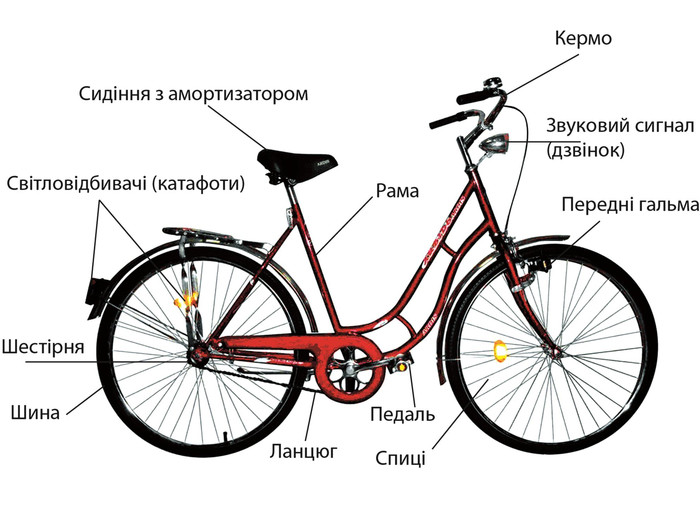 Кермо
Сидіння з амортизатором
Звуковий сигнал
(дзвінок)
Світловідбивачі (катафоти)
Рама
Передні гальма
Шестірня
Шина
Педаль
Ланцюг
Спиці